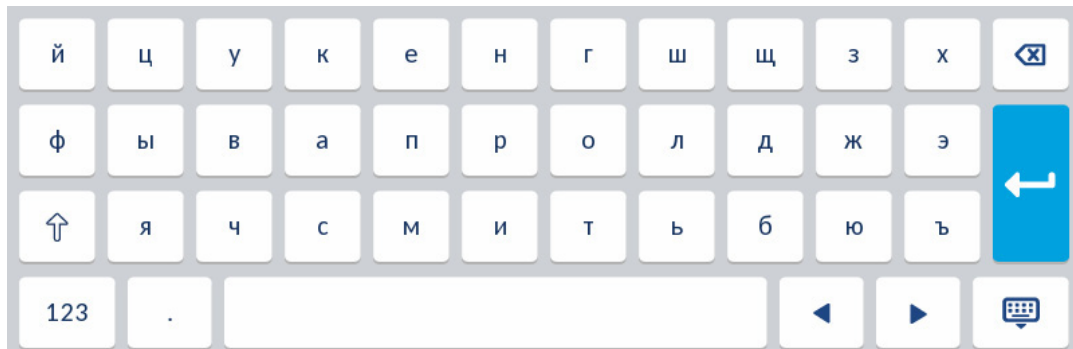 й ц у к е н г ш щ з х
ф ы в а п р о л д ж э
я ч с м и т ь б ю ъ
123 .